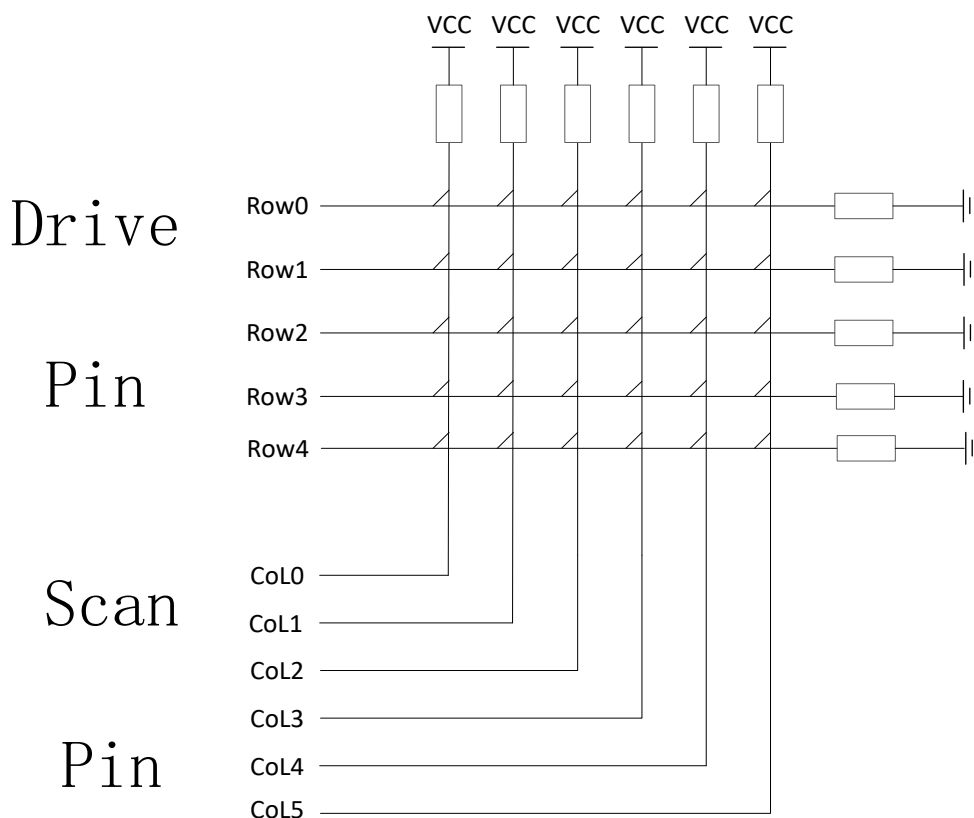 VCC VCC VCC VCC VCC VCC
Drive
Pin
Row0
Row1
Row2
Row3
Row4
Scan
Pin
CoL0
CoL1
CoL2
CoL3
CoL4
CoL5